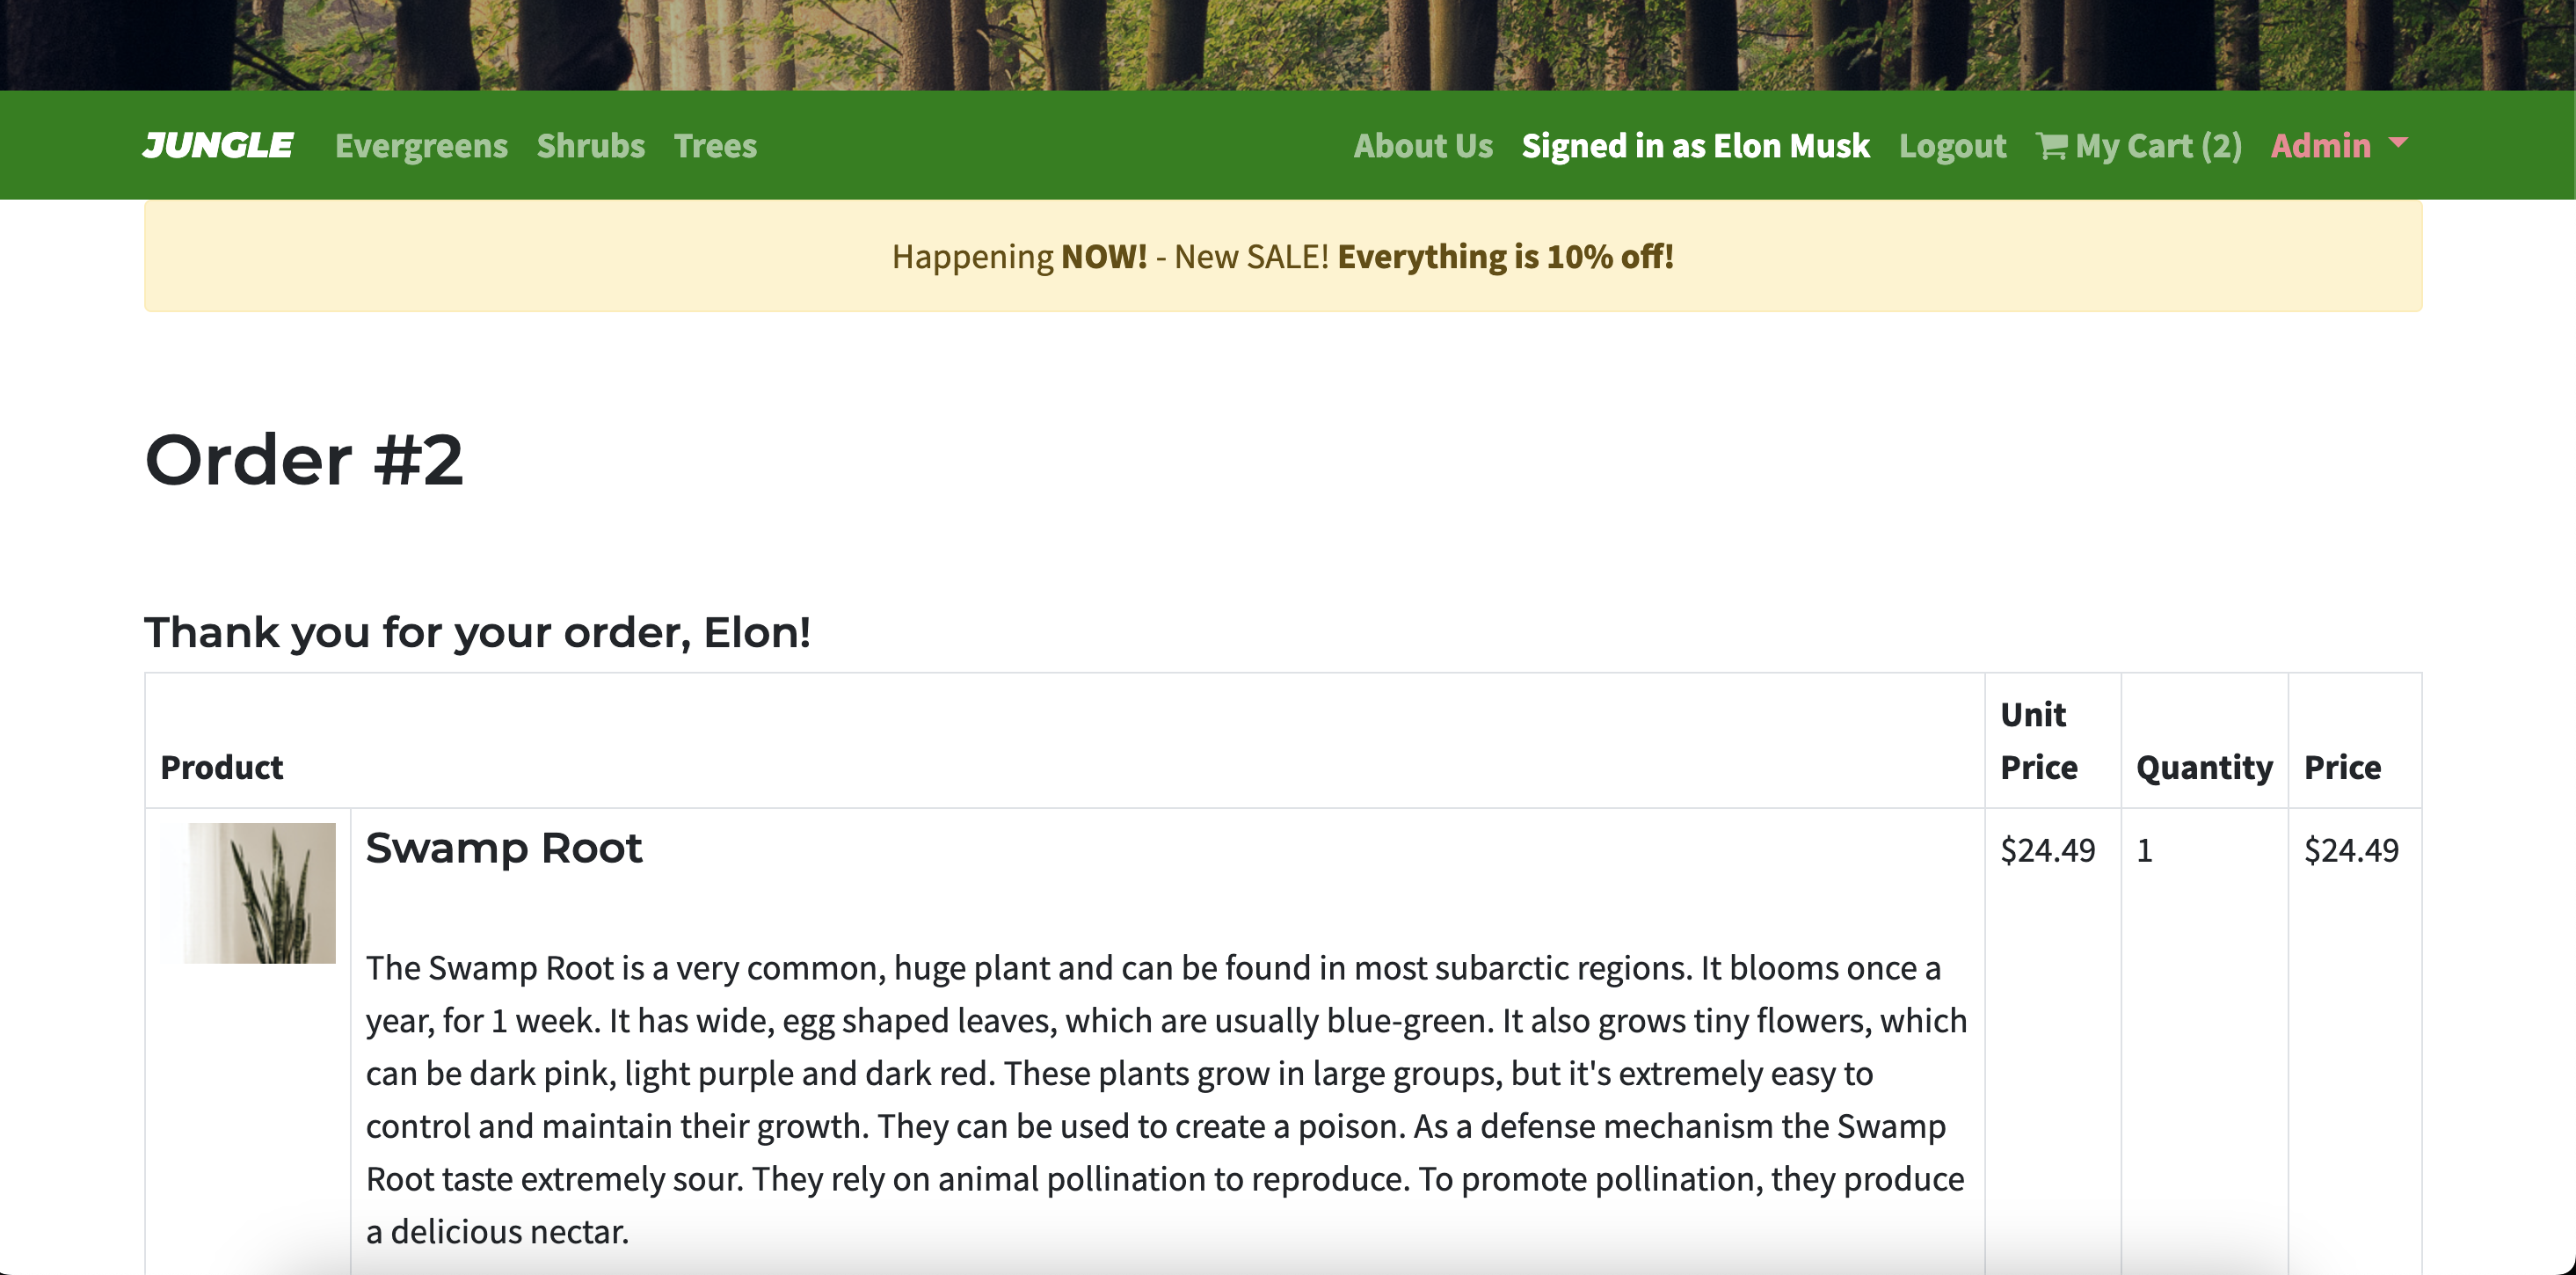 JUNGLE Evergreens Shrubs Trees About Us Signed in as Elon Musk Logout My Cart (2) Admin
Happening NOW! - New SALE! Everything is 10% off!
Order #2
Thank you for your order, Elon!
Product Unit Price Quantity Price
Swamp Root $24.49 1 $24.49
The Swamp Root is a very common, huge plant and can be found in most subarctic regions. It blooms once a
year, for 1 week. It has wide, egg shaped leaves, which are usually blue-green. It also grows tiny flowers, which
can be dark pink, light purple and dark red. These plants grow in large groups, but it's extremely easy to
control and maintain their growth. They can be used to create a poison. As a defense mechanism the Swamp
Root taste extremely sour. They rely on animal pollination to reproduce. To promote pollination, they produce
a delicious nectar.